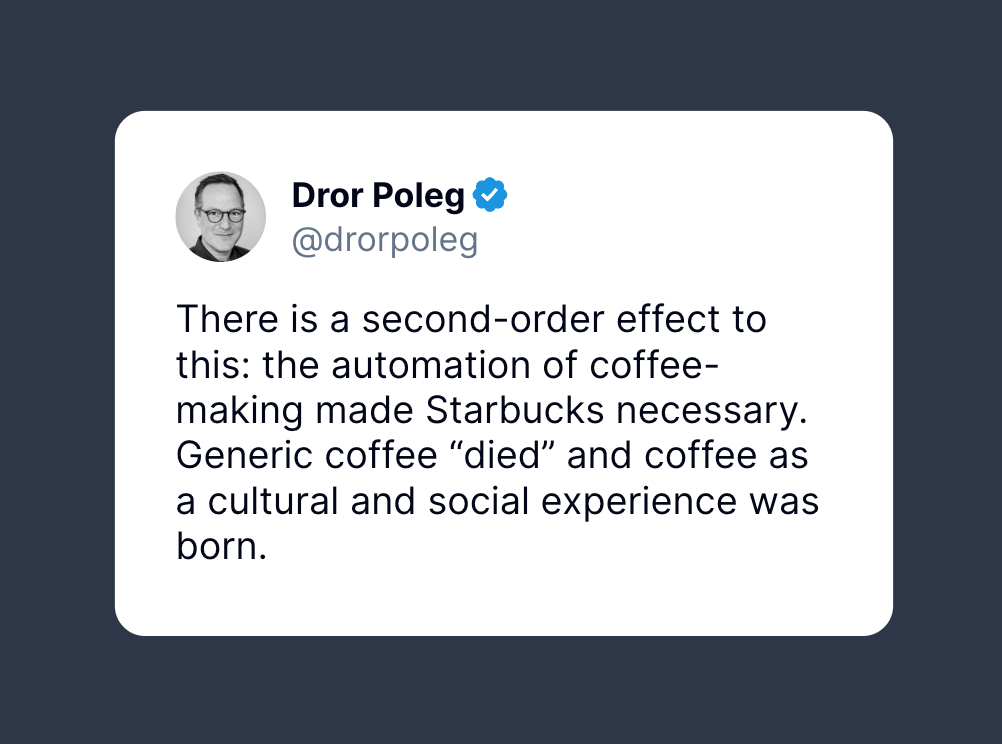 Dror Poleg
@drorpoleg
There is a second-order effect to
this: the automation of coffee-
making made Starbucks necessary.
Generic coffee “died” and coffee as
a cultural and social experience was
born.